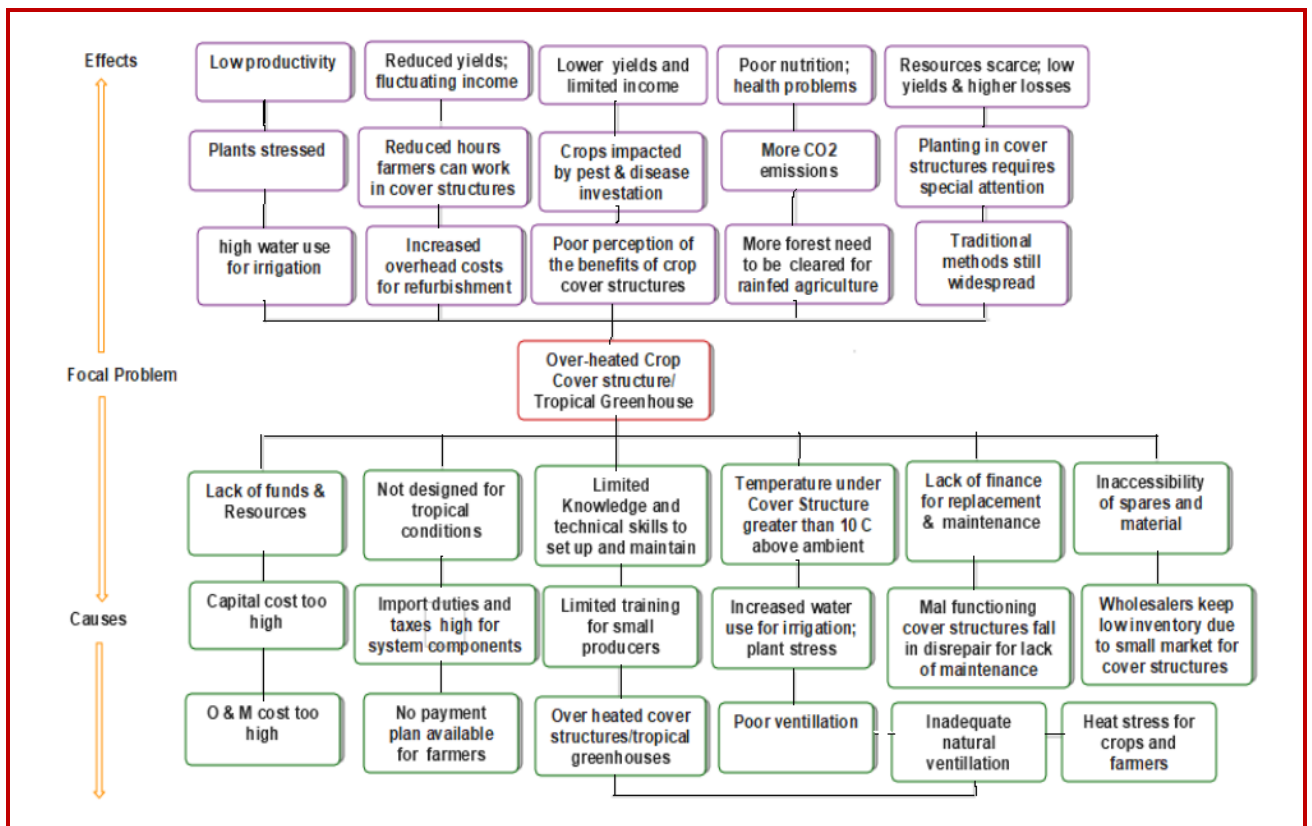 Effects
Low productivity
Reduced yields;
fluctuating income
Lower yields and
limited income
Poor nutrition;
health problems
Resources scarce; low
yields & higher losses
Plants stressed
Reduced hours
farmers can work
in cover structures
Crops impacted
by pest & disease
investation
More CO2
emissions
Planting in cover
structures requires
special attention
high water use
for irrigation
Increased
overhead costs
for refurbishment
Poor perception of
the benefits of crop
cover structures
More forest need
to be cleared for
rainfed agriculture
Traditional
methods still
widespread
Focal Problem
Over-heated Crop
Cover structure/
Tropical Greenhouse
Lack of funds &
Resources
Not designed for
tropical
conditions
Limited
Knowledge and
technical skills to
set up and maintain
Temperature under
Cover Structure
greater than 10 C
above ambient
Lack of finance
for replacement
& maintenance
Inaccessibility
of spares and
material
Causes
Capital cost too
high
Import duties and
taxes high for
system components
Limited training
for small
producers
Increased water
use for irrigation;
plant stress
Mal functioning
cover structures fall
in disrepair for lack
of maintenance
Wholesalers keep
low inventory due
to small market for
cover structures
O & M cost too
high
No payment
plan available
for farmers
Over heated cover
structures/tropical
greenhouses
Poor ventillation
Inadequate
natural
ventillation
Heat stress for
crops and
farmers